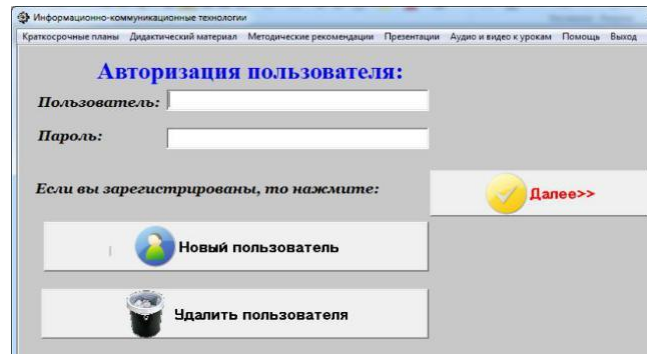 Информационно-коммуникационные технологии
Краткосрочные планы Дидактический материал Методические рекомендации Презентации Аудио и видео к урокам Помощь Выход
Авторизация пользователя:
Пользователь:
Пароль:
Если вы зарегистрированы, то нажмите:
Далее>>
Новый пользователь
Удалить пользователя